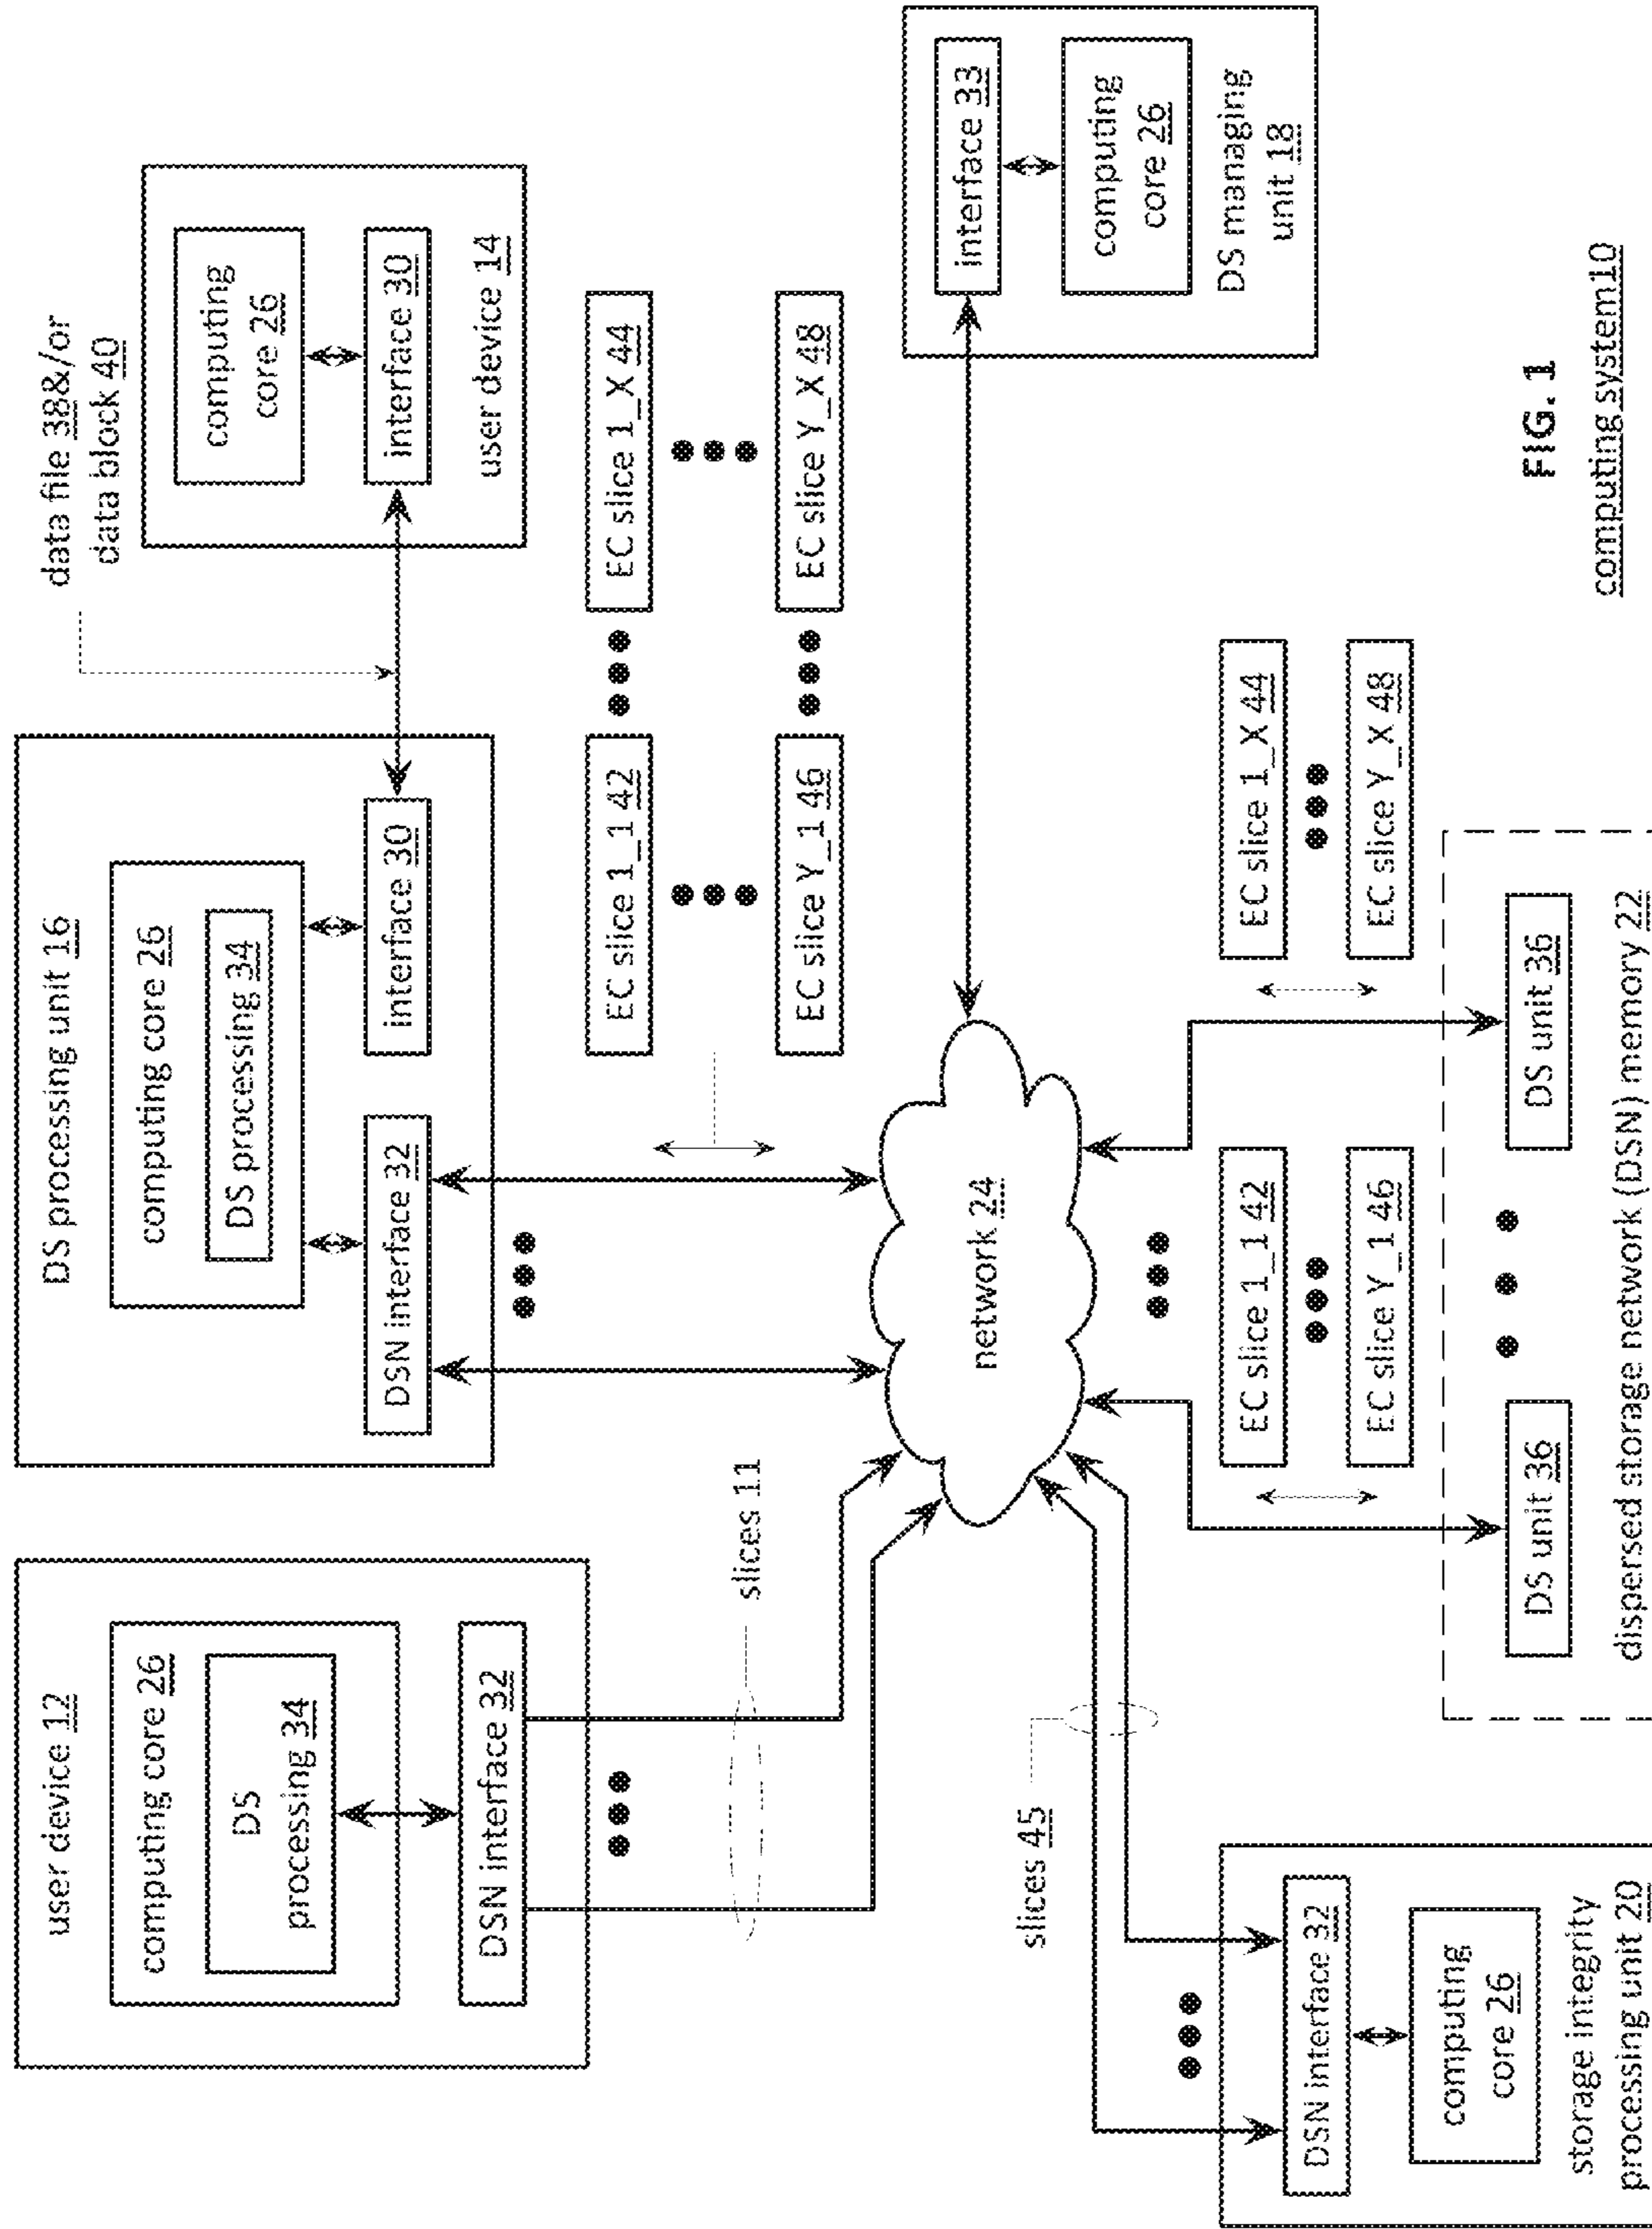 user device 12
computing core 26
DS
processing 34
DSN interface 32
slices 11
DS processing unit 16
computing core 26
DS processing 34
DSN interface 32
interface 30
data file 38&/or
data block 40
computing
core 26
interface 30
user device 14
EC slice 1_1 42
EC slice 1_X 44
EC slice Y_1 46
EC slice Y_X 48
network 24
interface 33
computing
core 26
DS managing
unit 18
slices 45
DSN interface 32
computing
core 26
storage integrity
processing unit 20
EC slice 1_1 42
EC slice Y_1 46
EC slice 1_X 44
EC slice Y_X 48
DS unit 36
DS unit 36
dispersed storage network (DSN) memory 22
FIG. 1
computing system10